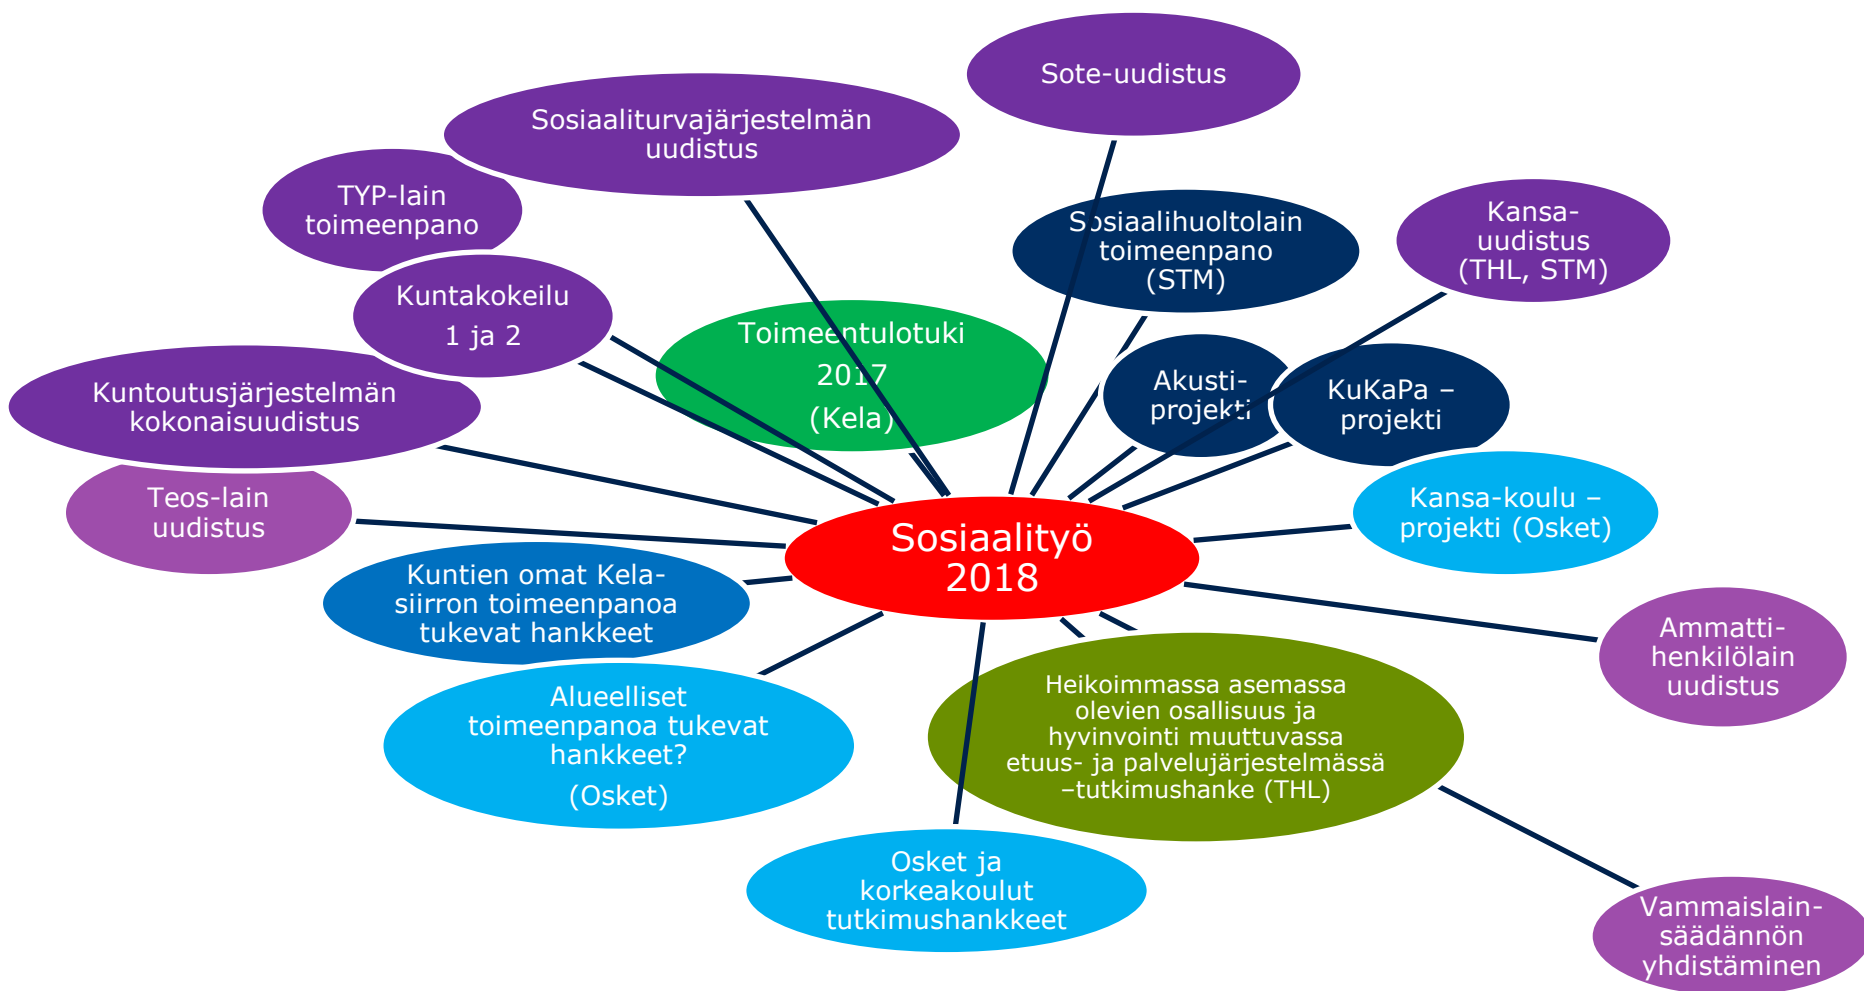 Sote-uudistus
Sosiaaliturvajärjestelmän
uudistus
TYP-lain
toimeenpano
Sosiaalihuoltolain
toimeenpano
(STM)
Kansa-
uudistus
(THL, STM)
Kuntakokeilu
1 ja 2
Toimeentulotuki
2017
(Kela)
Akusti-
projekti
KuKaPa –
projekti
Kuntoutusjärjestelmän
kokonaisuudistus
Teos-lain
uudistus
Kansa-koulu –
projekti (Osket)
Sosiaalityö
2018
Kuntien omat Kela-
siirron toimeenpanoa
tukevat hankkeet
Ammatti-
henkilölain
uudistus
Alueelliset
toimeenpanoa tukevat
hankkeet?
(Osket)
Heikoimmassa asemassa
olevien osallisuus ja
hyvinvointi muuttuvassa
etuus- ja palvelujärjestelmässä
–tutkimushanke (THL)
Osket ja
korkeakoulut
tutkimushankkeet
Vammaislain-
säädännön
yhdistäminen